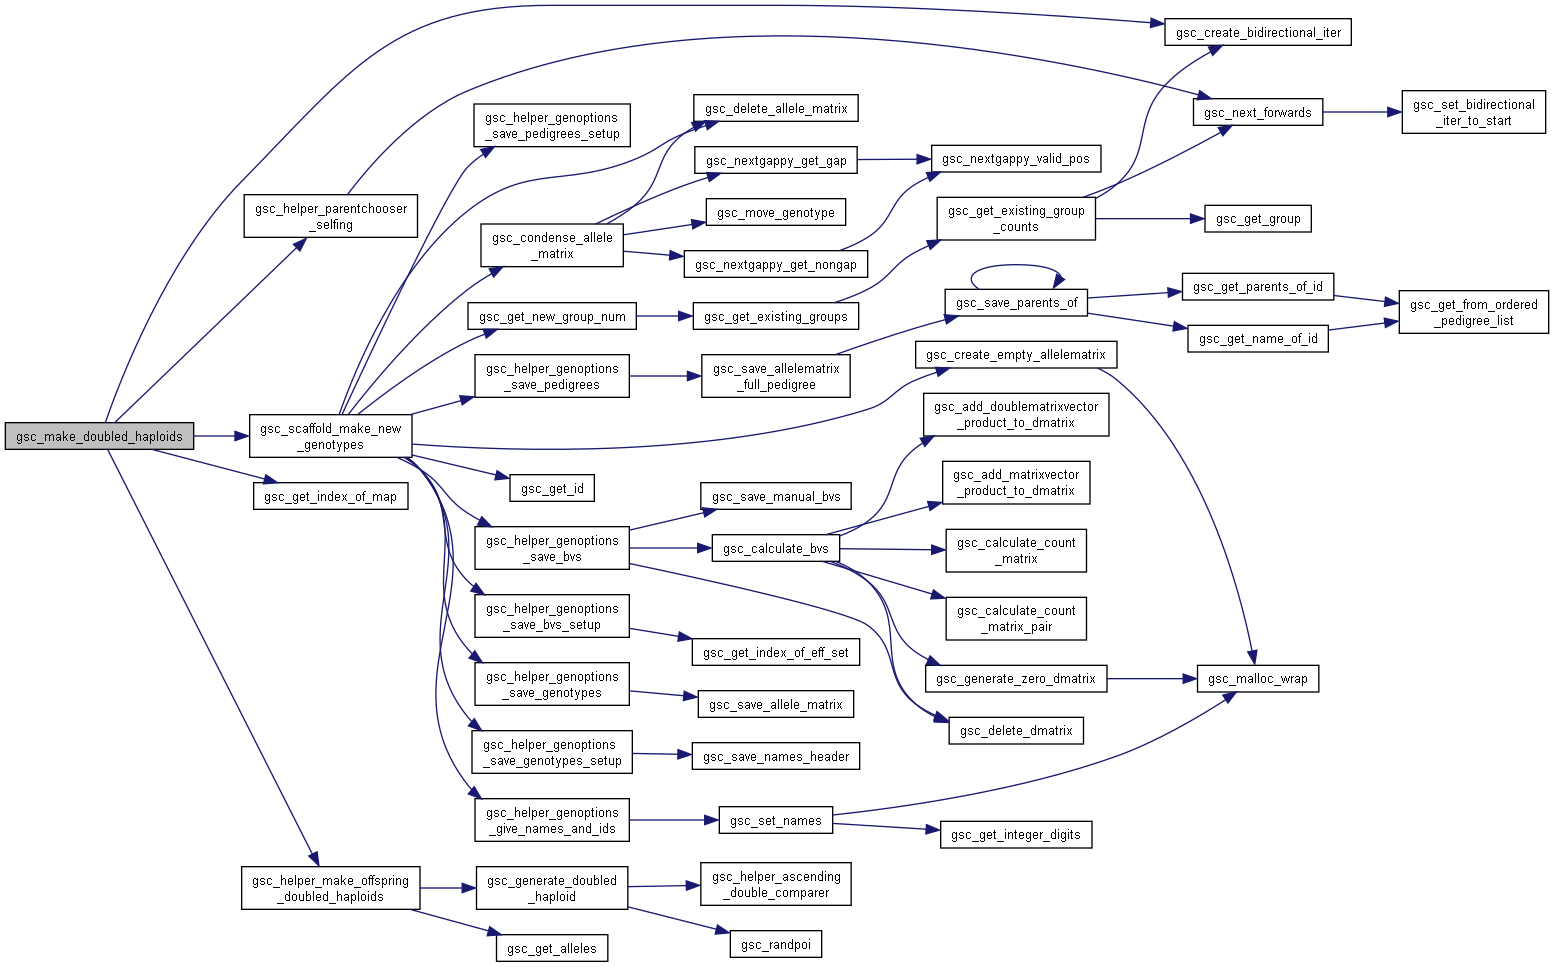 gsc_make_doubled_haploids
gsc_helper_parentchooser
_selfing
gsc_scaffold_make_new
_genotypes
gsc_get_index_of_map
gsc_helper_make_offspring
_doubled_haploids
gsc_helper_genoptions
_save_pedigrees_setup
gsc_condense_allele
_matrix
gsc_get_new_group_num
gsc_helper_genoptions
_save_pedigrees
gsc_get_id
gsc_helper_genoptions
_save_bvs
gsc_helper_genoptions
_save_bvs_setup
gsc_helper_genoptions
_save_genotypes
gsc_helper_genoptions
_save_genotypes_setup
gsc_helper_genoptions
_give_names_and_ids
gsc_generate_doubled
_haploid
gsc_get_alleles
gsc_delete_allele_matrix
gsc_nextgappy_get_gap
gsc_move_genotype
gsc_nextgappy_get_nongap
gsc_get_existing_groups
gsc_save_allelematrix
_full_pedigree
gsc_save_manual_bvs
gsc_calculate_bvs
gsc_get_index_of_eff_set
gsc_save_allele_matrix
gsc_save_names_header
gsc_set_names
gsc_helper_ascending
_double_comparer
gsc_randpoi
gsc_nextgappy_valid_pos
gsc_get_existing_group
_counts
gsc_save_parents_of
gsc_create_empty_allelematrix
gsc_add_doublematrixvector
_product_to_dmatrix
gsc_add_matrixvector
_product_to_dmatrix
gsc_calculate_count
_matrix
gsc_calculate_count
_matrix_pair
gsc_generate_zero_dmatrix
gsc_delete_dmatrix
gsc_get_integer_digits
gsc_create_bidirectional_iter
gsc_next_forwards
gsc_get_group
gsc_get_parents_of_id
gsc_get_name_of_id
gsc_malloc_wrap
gsc_set_bidirectional
_iter_to_start
gsc_get_from_ordered
_pedigree_list